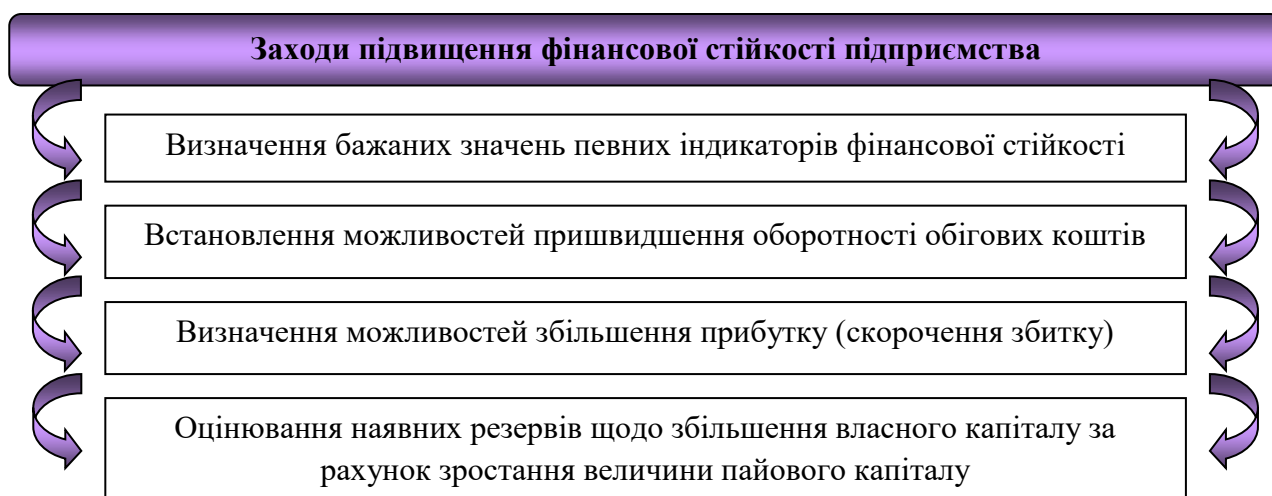 Заходи підвищення фінансової стійкості підприємства
Визначення бажаних значень певних індикаторів фінансової стійкості
Встановлення можливостей пришвидшення оборотності обігових коштів
Визначення можливостей збільшення прибутку (скорочення збитку)
Оцінювання наявних резервів щодо збільшення власного капіталу за
рахунок зростання величини пайового капіталу